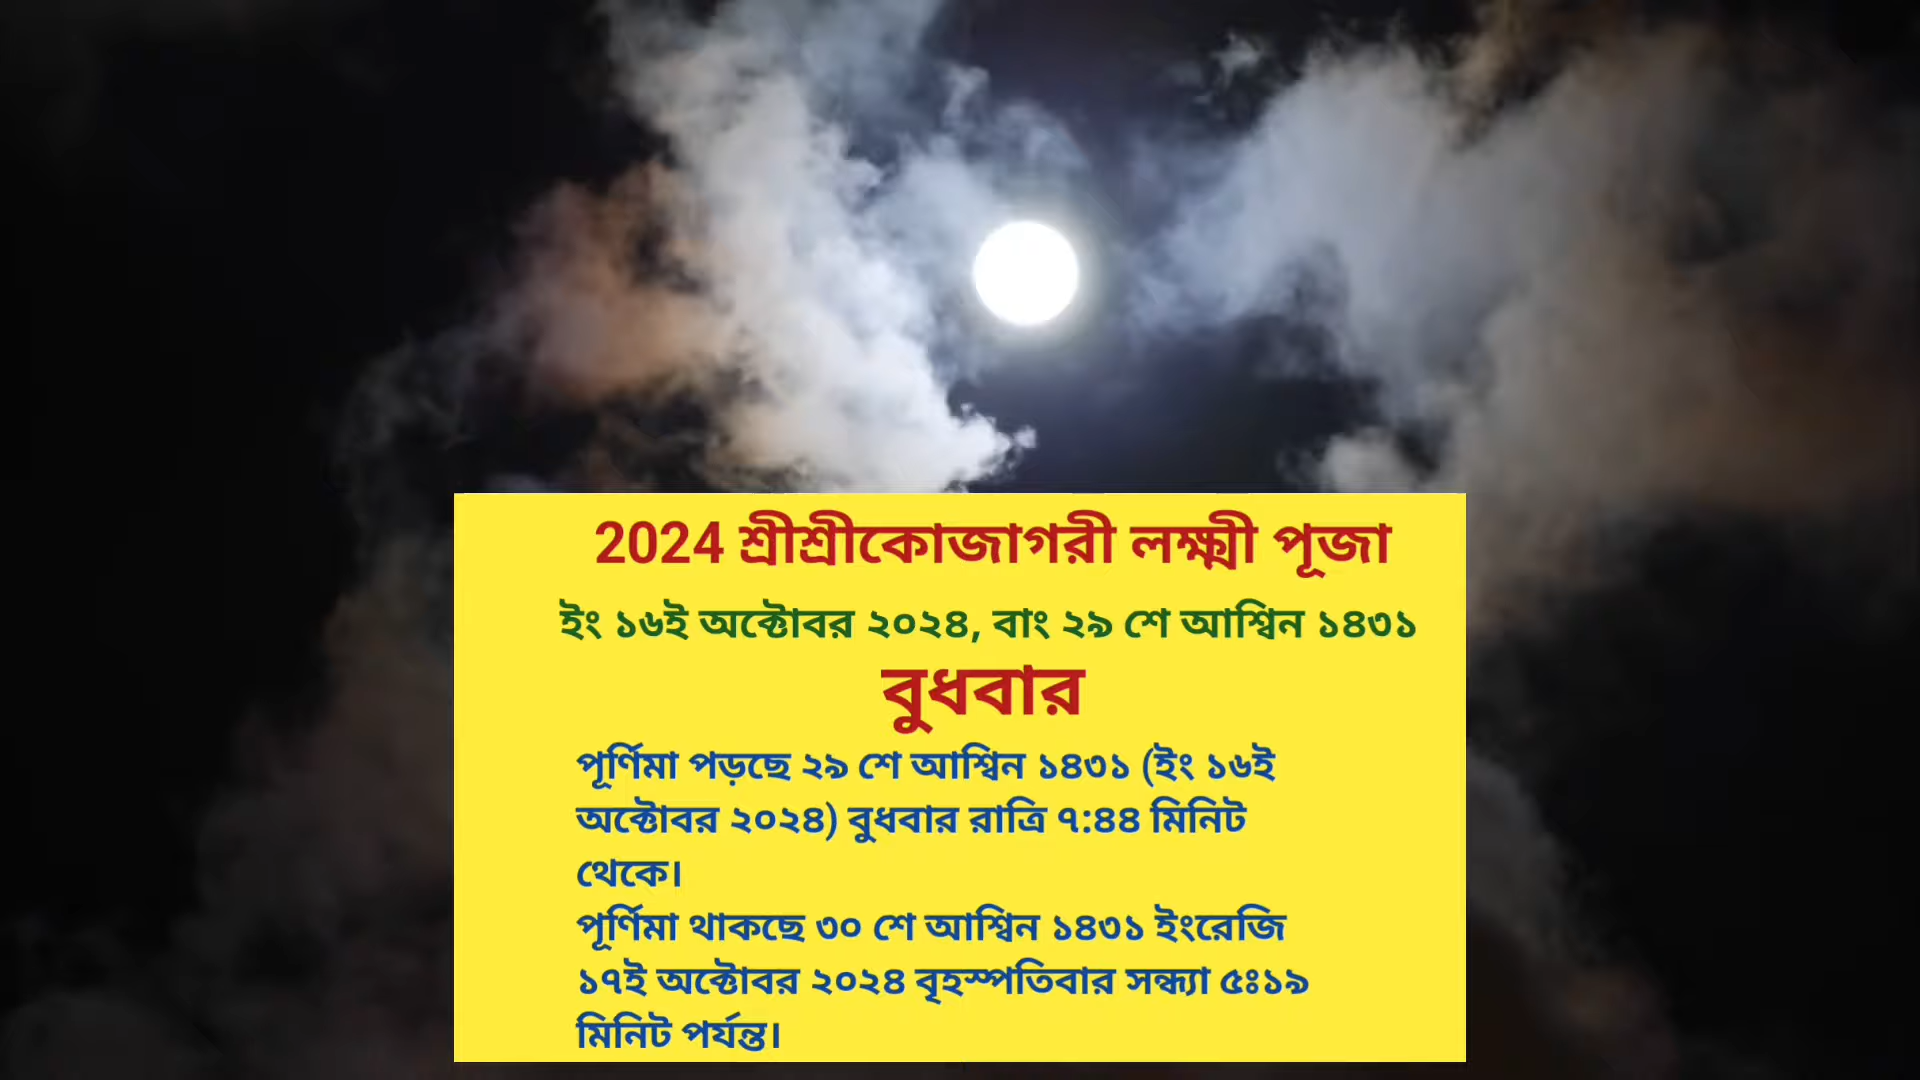 2024 শ্রীশ্রীকোজাগরী লক্ষ্মী পূজা
ইং ১৬ই অক্টোবর ২০২৪, বাং ২৯ শে আশ্বিন ১৪৩১
বুধবার
পূর্ণিমা পড়ছে ২৯ শে আশ্বিন ১৪৩১ (ইং ১৬ই
অক্টোবর ২০২৪) বুধবার রাত্রি ৭:৪৪ মিনিট
থেকে।
পূর্ণিমা থাকছে ৩০ শে আশ্বিন ১৪৩১ ইংরেজি
১৭ই অক্টোবর ২০২৪ বৃহস্পতিবার সন্ধ্যা ৫ঃ১৯
মিনিট পর্যন্ত।